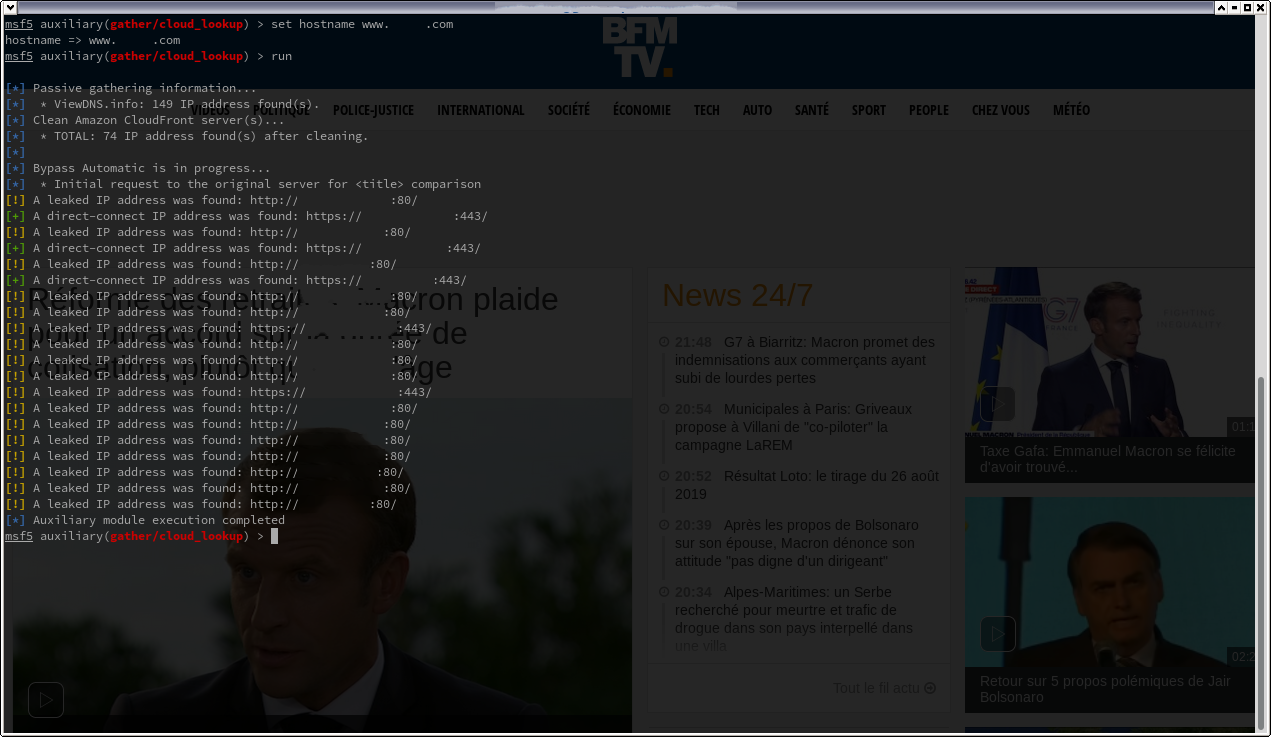 msf5 auxiliary(gather/cloud_lookup) > set hostname www. .com
hostname => www. .com
msf5 auxiliary(gather/cloud_lookup) > run
[*] Passive gathering information...
[*]  * ViewDNS.info: 149 IP address found(s).
[*] Clean Amazon CloudFront server(s)...
[*]  * TOTAL: 74 IP address found(s) after cleaning.
[*]
[*] Bypass Automatic is in progress...
[*]  * Initial request to the original server for <title> comparison
[!] A leaked IP address was found: http:// :80/
[+] A direct-connect IP address was found: https:// :443/
[!] A leaked IP address was found: http:// :80/
[+] A direct-connect IP address was found: https:// :443/
[!] A leaked IP address was found: http:// :80/
[+] A direct-connect IP address was found: https:// :443/
[!] A leaked IP address was found: http:// :80/
[!] A leaked IP address was found: http:// :80/
[!] A leaked IP address was found: https:// :443/
[!] A leaked IP address was found: http:// :80/
[!] A leaked IP address was found: http:// :80/
[!] A leaked IP address was found: http:// :80/
[!] A leaked IP address was found: https:// :443/
[!] A leaked IP address was found: http:// :80/
[!] A leaked IP address was found: http:// :80/
[!] A leaked IP address was found: http:// :80/
[!] A leaked IP address was found: http:// :80/
[!] A leaked IP address was found: http:// :80/
[!] A leaked IP address was found: http:// :80/
[!] A leaked IP address was found: http:// :80/
[*] Auxiliary module execution completed
msf5 auxiliary(gather/cloud_lookup) >
BFM
TV.
VIDÉOS POLITIQUE POLICE-JUSTICE INTERNATIONAL SOCIÉTÉ ÉCONOMIE TECH AUTO SANTÉ SPORT PEOPLE CHEZ VOUS MÉTÉO
Réforme des Macron plaide
pour un accord sur de
News 24/7
21:48 G7 à Biarritz: Macron promet des
indemnisations aux commerçants ayant
subi de lourdes pertes
20:54 Municipales à Paris: Griveaux
propose à Villani de "co-piloter" la
campagne LaREM
20:52 Résultat Loto: le tirage du 26 août
2019
20:39 Après les propos de Bolsonaro
sur son épouse, Macron dénonce son
attitude "pas digne d'un dirigeant"
20:34 Alpes-Maritimes: un Serbe
recherché pour meurtre et trafic de
drogue dans son pays interpellé dans
une villa
Tout le fil actu
G7
FIGHTING
INEQUALITY
Taxe Gafa: Emmanuel Macron se félicite
d'avoir trouvé...
Retour sur 5 propos polémiques de Jair
Bolsonaro